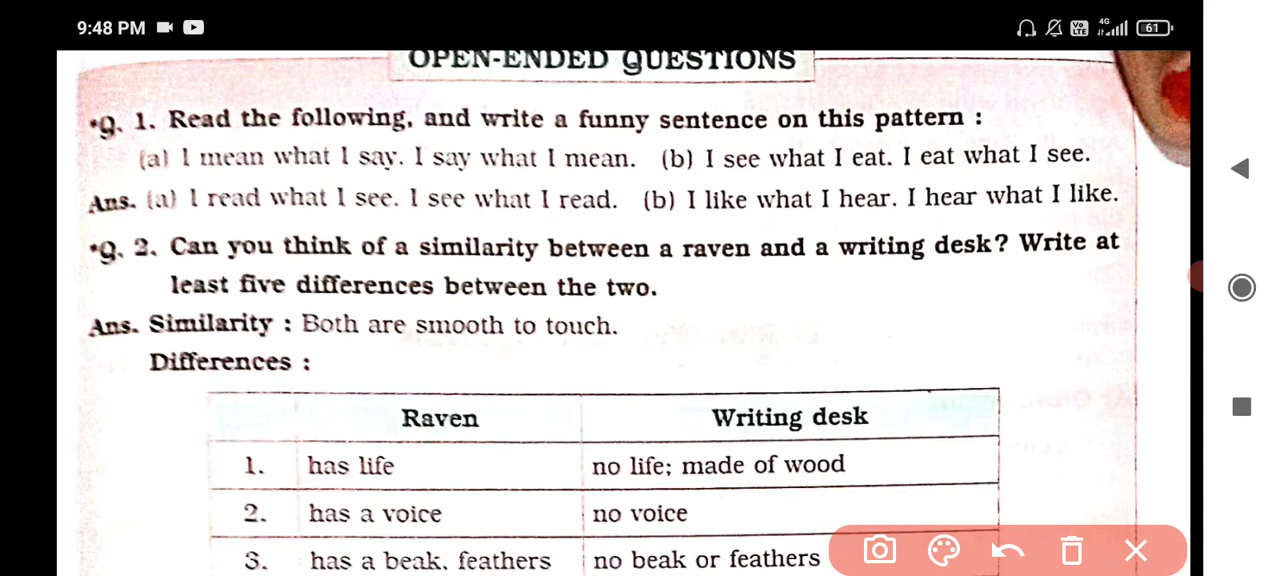 9:48 PM
4G
Vo
LTE
61
OPEN-ENDED QUESTIONS
*Q. 1. Read the following, and write a funny sentence on this pattern :
(a) I mean what I say. I say what I mean. (b) I see what I eat. I eat what I see.
Ans. (a) I read what I see. I see what I read. (b) I like what I hear. I hear what I like.
*Q. 2. Can you think of a similarity between a raven and a writing desk? Write at
least five differences between the two.
Ans. Similarity : Both are smooth to touch.
Differences :
Raven Writing desk
1. has life no life; made of wood
2. has a voice no voice
3. has a beak, feathers no beak or feathers